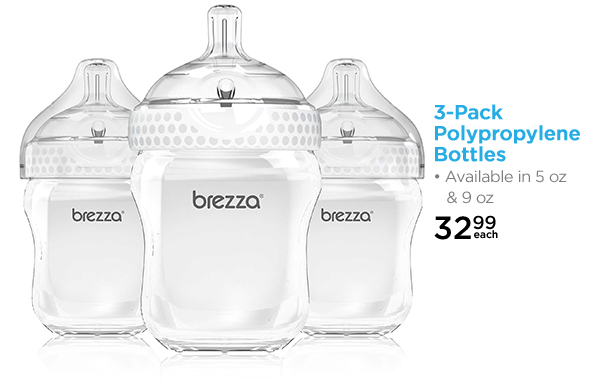 brezza
brezza
brezza
3-Pack
Polypropylene
Bottles
• Available in 5 oz
& 9 oz
32 99 each